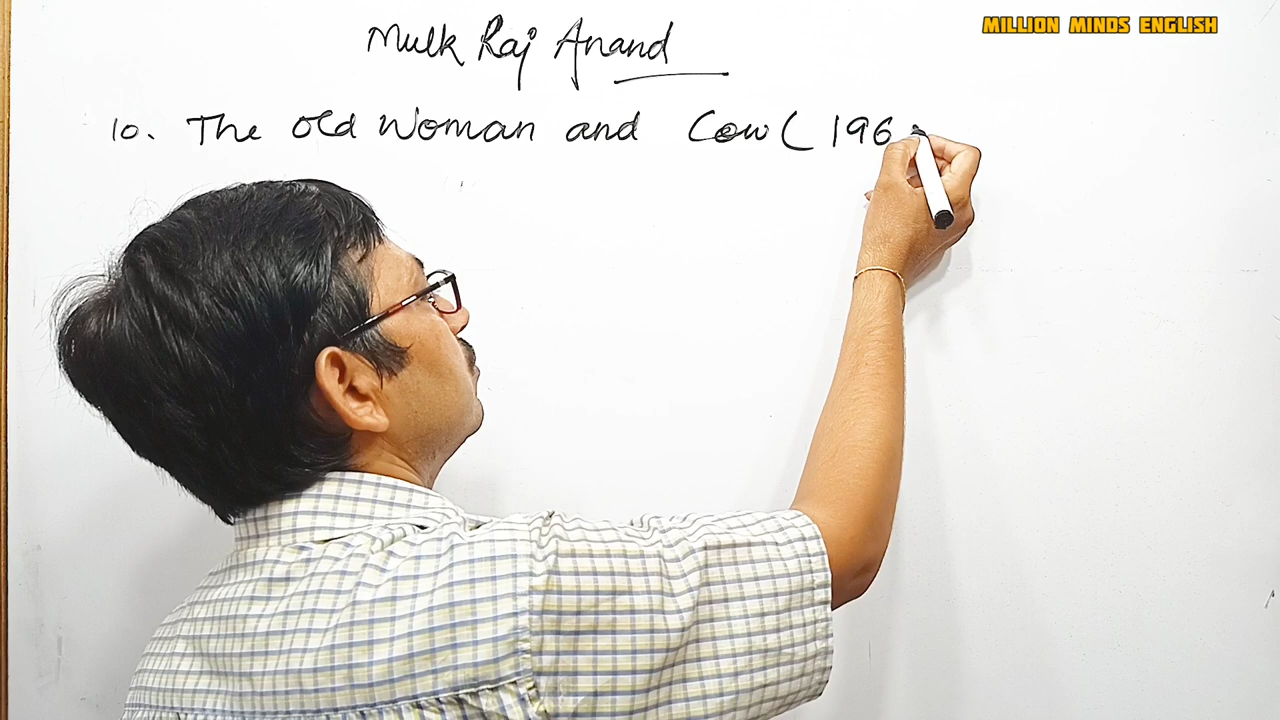 MILLION MINDS ENGLISH
Mulk Raj Anand
10. The Old Woman and Cow ( 196